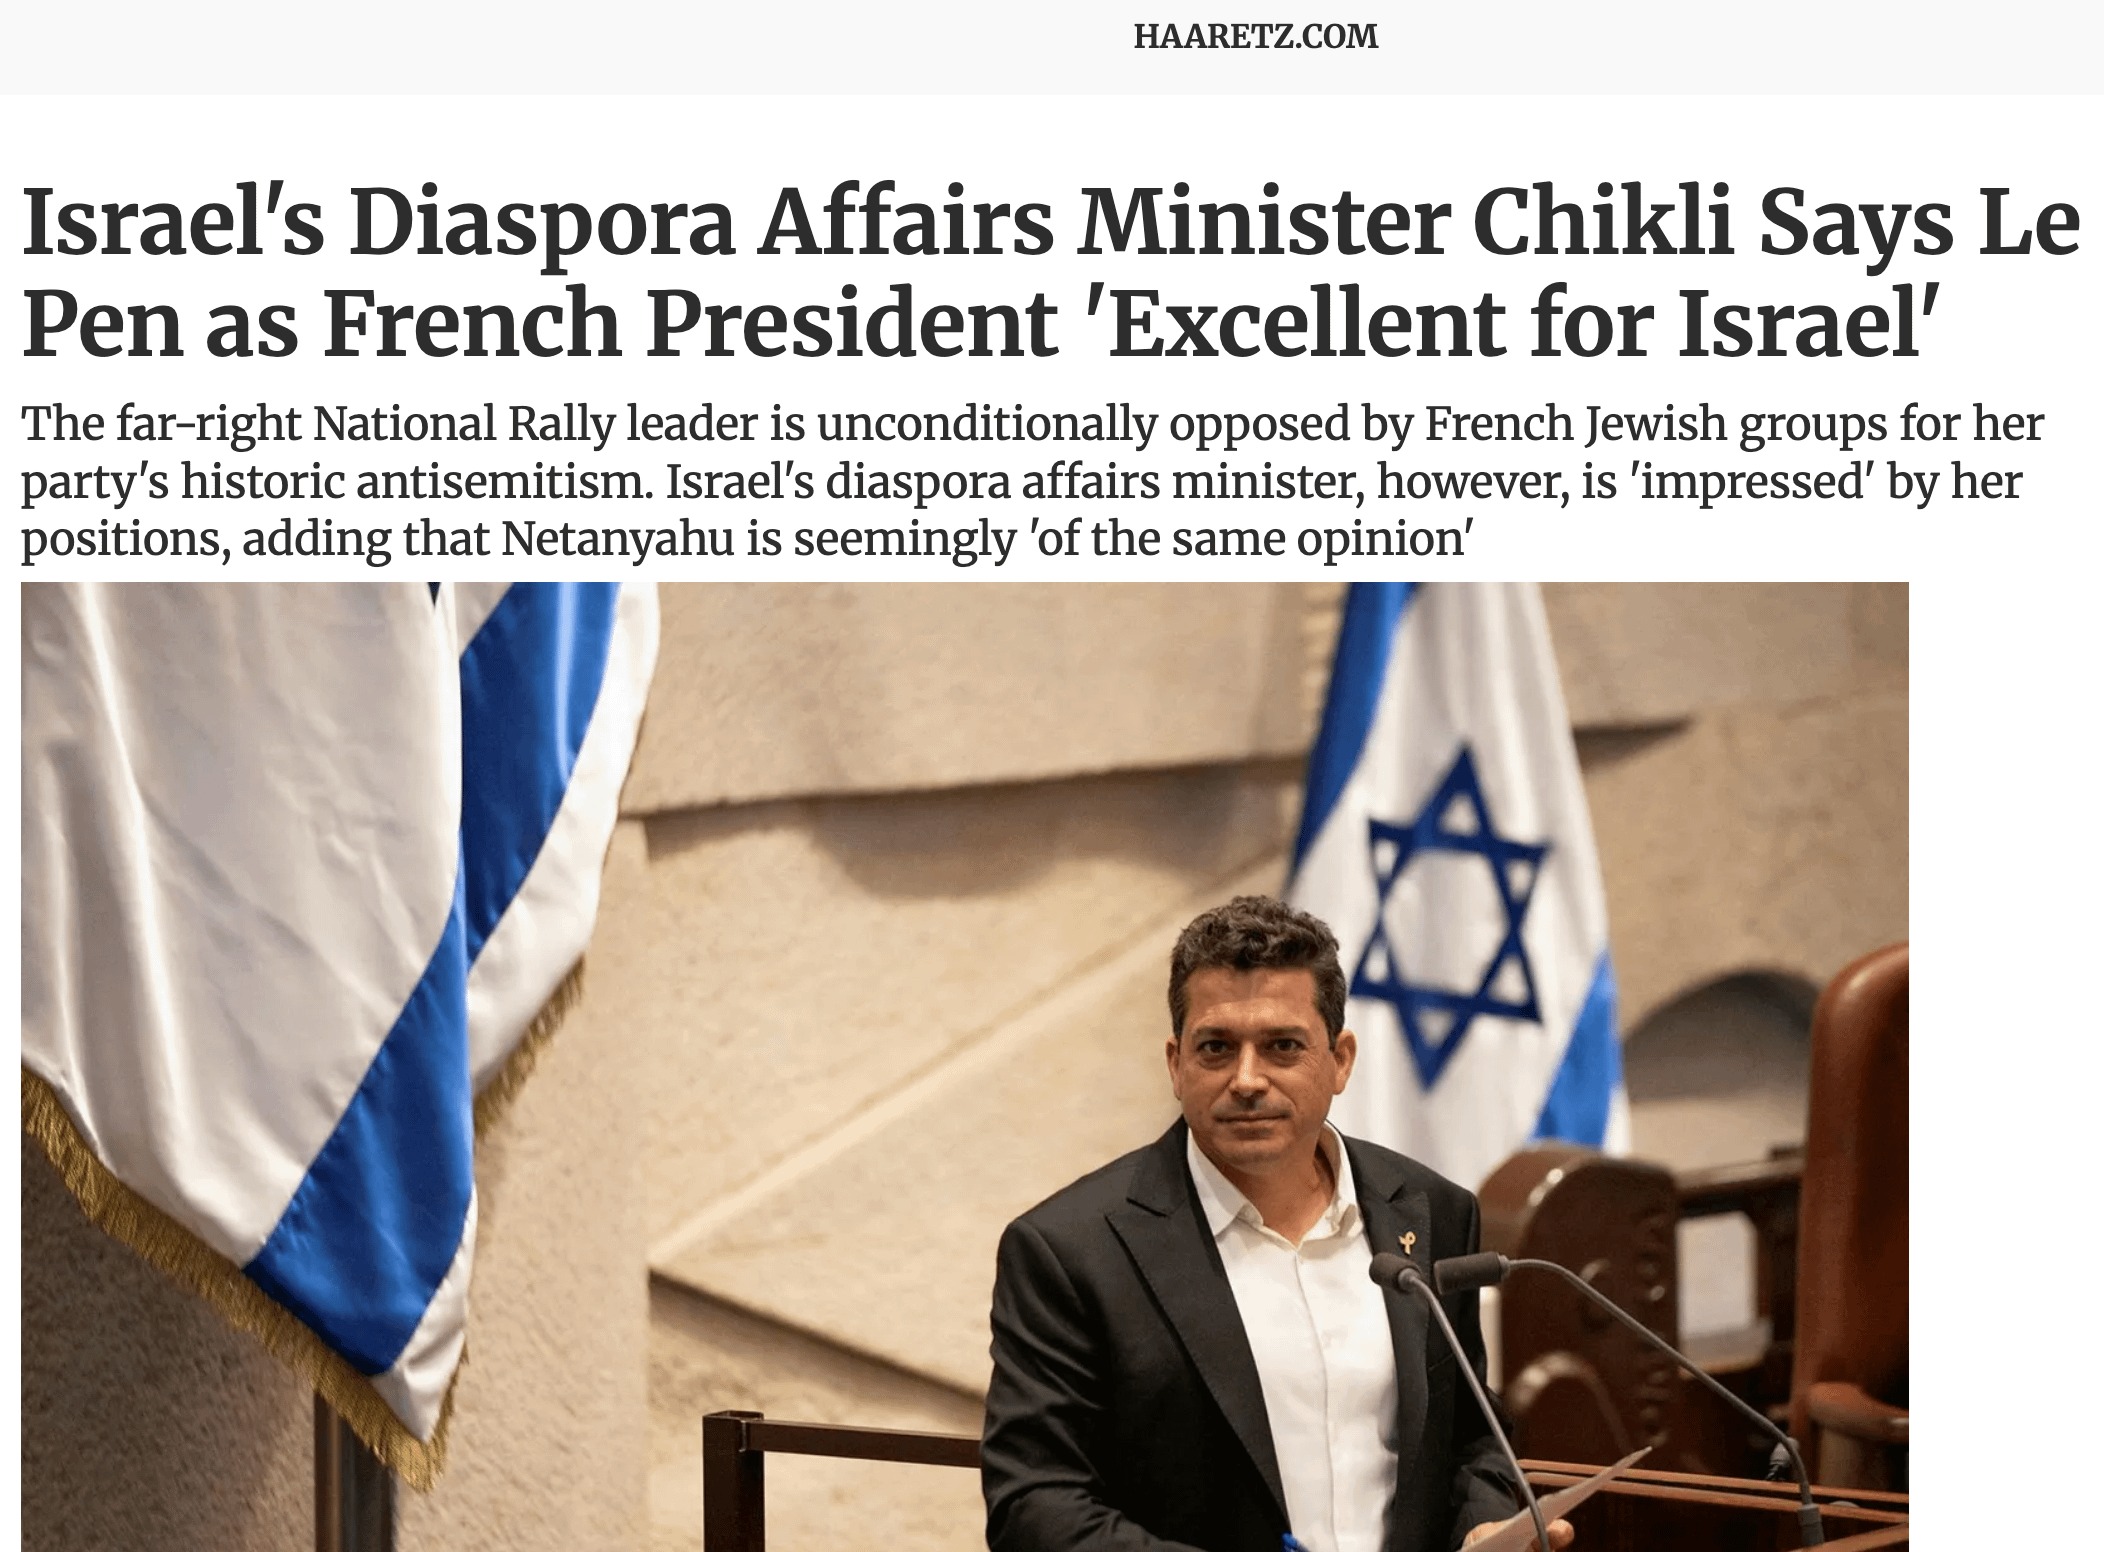 HAARETZ.COM
Israel's Diaspora Affairs Minister Chikli Says Le
Pen as French President 'Excellent for Israel'
The far-right National Rally leader is unconditionally opposed by French Jewish groups for her
party's historic antisemitism. Israel's diaspora affairs minister, however, is 'impressed' by her
positions, adding that Netanyahu is seemingly 'of the same opinion'